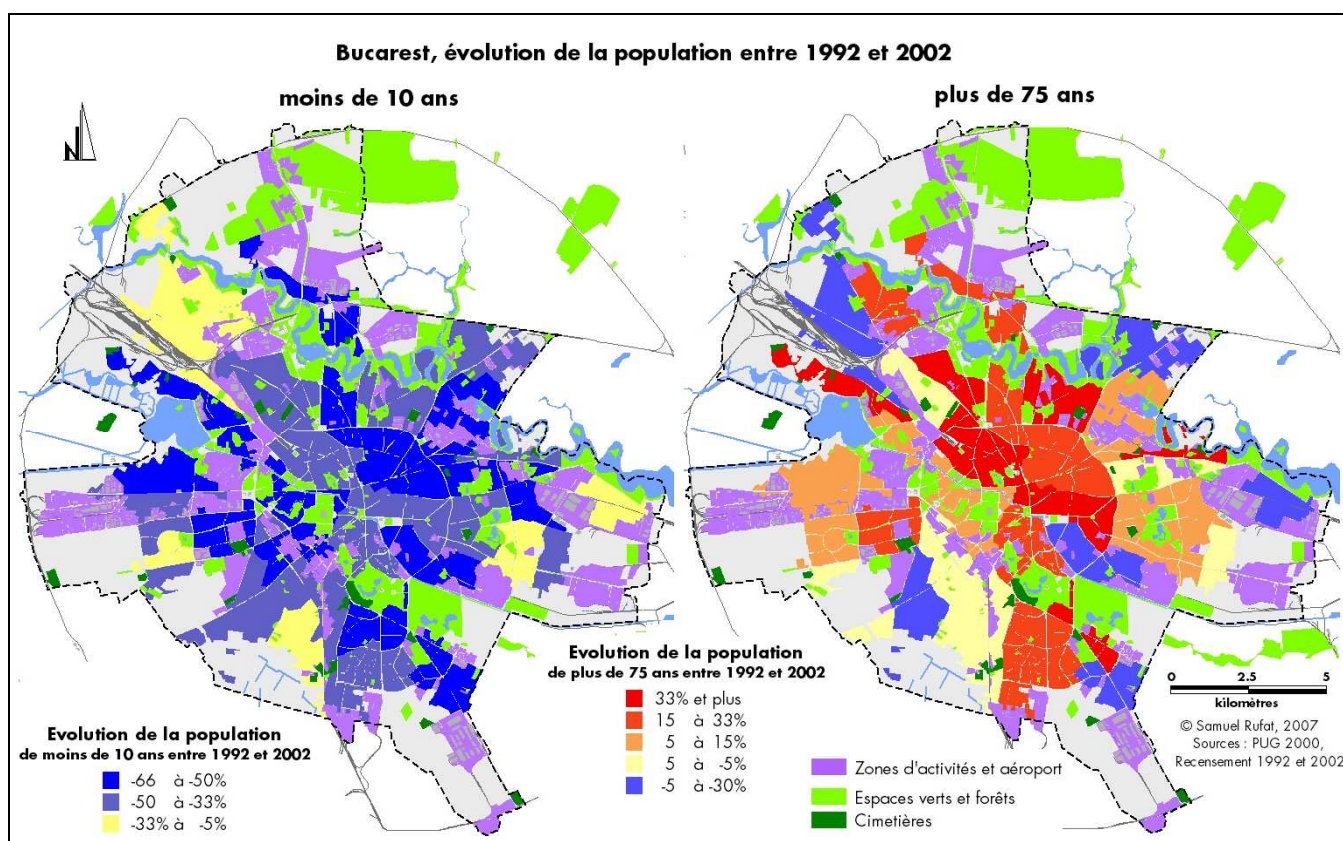 Bucarest, évolution de la population entre 1992 et 2002
moins de 10 ans
plus de 75 ans
N
Evolution de la population
de moins de 10 ans entre 1992 et 2002
-66 à -50%
-50 à -33%
-33% à -5%
Evolution de la population
de plus de 75 ans entre 1992 et 2002
33% et plus
15 à 33%
5 à 15%
5 à -5%
-5 à -30%
Zones d'activités et aéroport
Espaces verts et forêts
Cimetières
0 2.5 5
kilomètres
© Samuel Rufat, 2007
Sources : PUG 2000,
Recensement 1992 et 2002